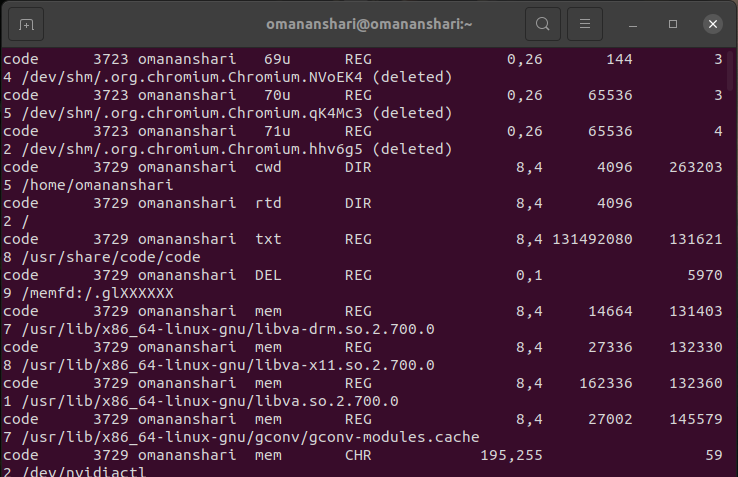 omananshari@omananshari:~
code 3723 omananshari 69u REG 0,26 144 3
4 /dev/shm/.org.chromium.Chromium.NVoEK4 (deleted)
code 3723 omananshari 70u REG 0,26 65536 3
5 /dev/shm/.org.chromium.Chromium.qK4Mc3 (deleted)
code 3723 omananshari 71u REG 0,26 65536 4
2 /dev/shm/.org.chromium.Chromium.hhv6g5 (deleted)
code 3729 omananshari cwd DIR 8,4 4096 263203
5 /home/omananshari
code 3729 omananshari rtd DIR 8,4 4096
2 /
code 3729 omananshari txt REG 8,4 131492080 131621
8 /usr/share/code/code
code 3729 omananshari DEL REG 0,1 5970
9 /memfd:/.glXXXXXX
code 3729 omananshari mem REG 8,4 14664 131403
7 /usr/lib/x86_64-linux-gnu/libva-drm.so.2.700.0
code 3729 omananshari mem REG 8,4 27336 132330
8 /usr/lib/x86_64-linux-gnu/libva-x11.so.2.700.0
code 3729 omananshari mem REG 8,4 162336 132360
1 /usr/lib/x86_64-linux-gnu/libva.so.2.700.0
code 3729 omananshari mem REG 8,4 27002 145579
7 /usr/lib/x86_64-linux-gnu/gconv/gconv-modules.cache
code 3729 omananshari mem CHR 195,255 59
2 /dev/nvidiactl